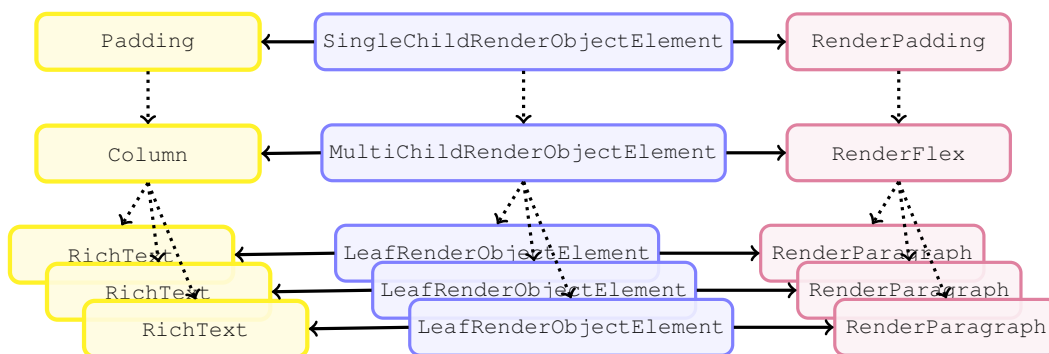 Padding SingleChildRenderObjectElement RenderPadding
Column MultiChildRenderObjectElement RenderFlex
RichText LeafRenderObjectElement RenderParagraph
RichText LeafRenderObjectElement RenderParagraph
RichText LeafRenderObjectElement RenderParagraph